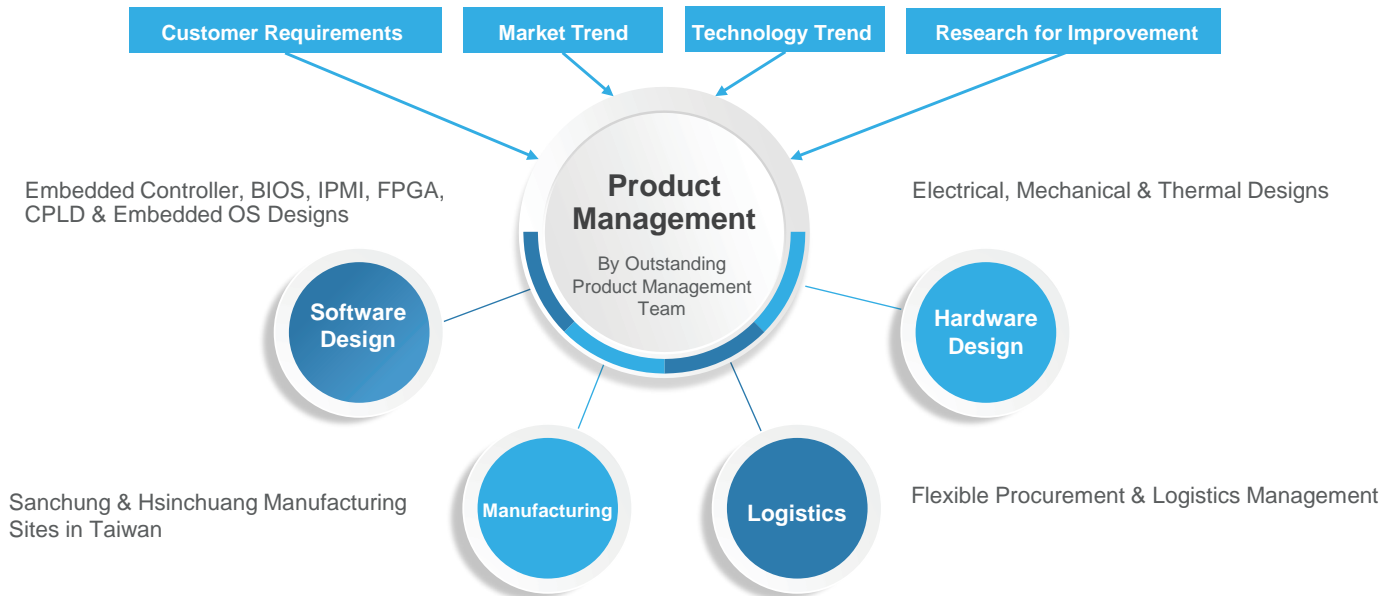 Customer Requirements
Market Trend
Technology Trend
Research for Improvement
Product
Management
By Outstanding
Product Management
Team
Embedded Controller, BIOS, IPMI, FPGA,
CPLD & Embedded OS Designs
Electrical, Mechanical & Thermal Designs
Software
Design
Hardware
Design
Sanchung & Hsinchuang Manufacturing
Sites in Taiwan
Manufacturing
Logistics
Flexible Procurement & Logistics Management